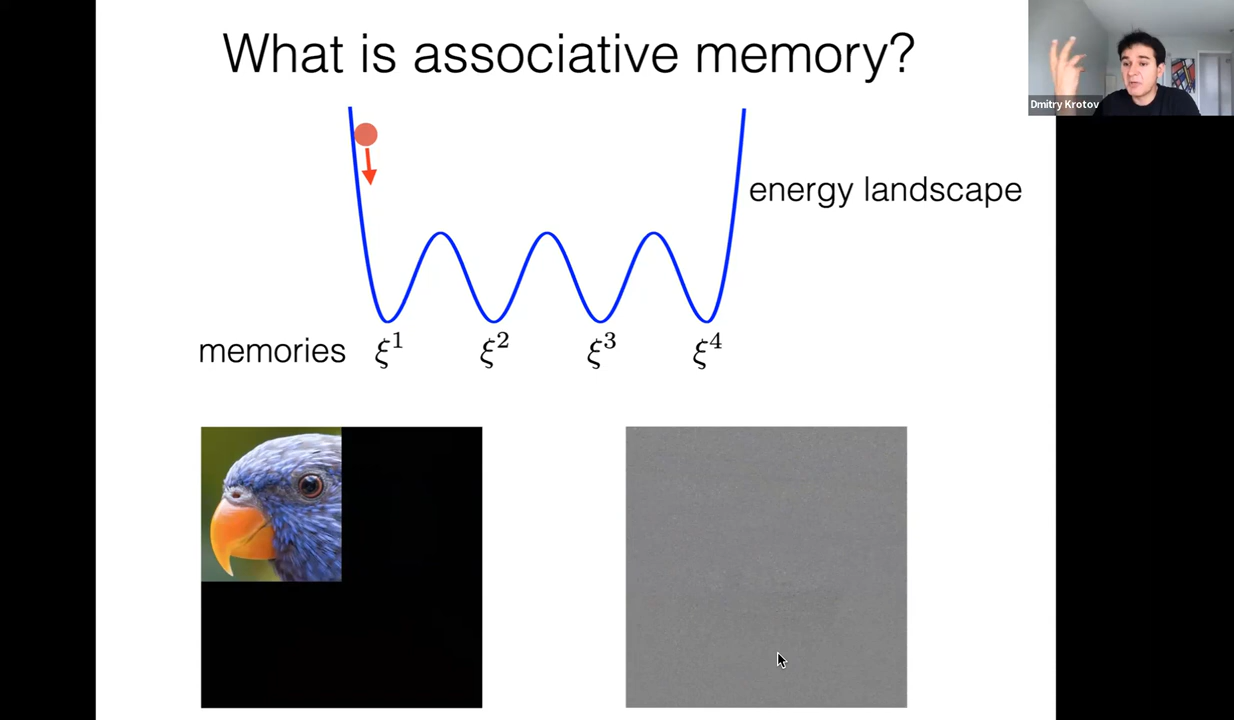 What is associative memory?
Dmitry Krotov
energy landscape
memories ξ¹ ξ² ξ³ ξ⁴